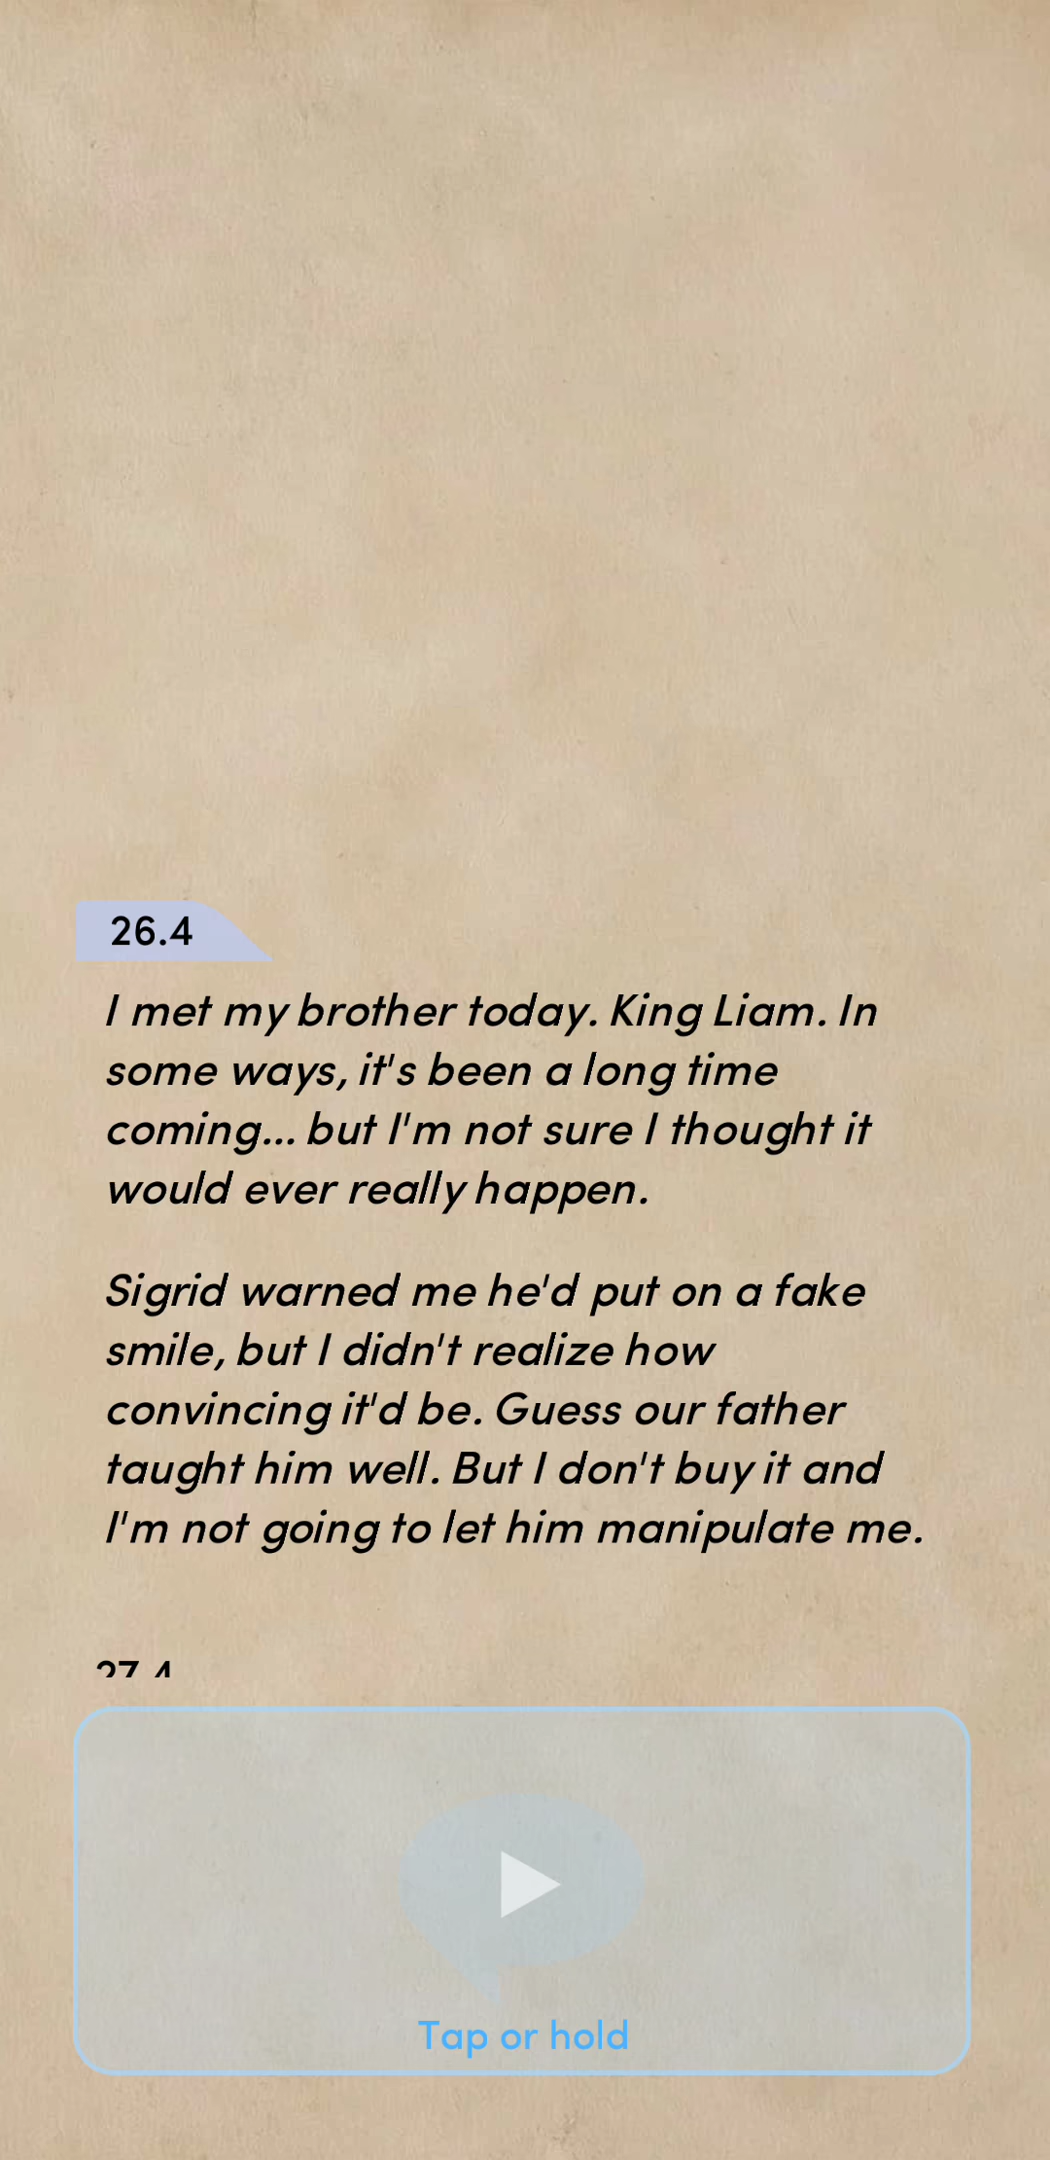 26.4
I met my brother today. King Liam. In
some ways, it's been a long time
coming... but I'm not sure I thought it
would ever really happen.
Sigrid warned me he'd put on a fake
smile, but I didn't realize how
convincing it'd be. Guess our father
taught him well. But I don't buy it and
I'm not going to let him manipulate me.
27.4
Tap or hold